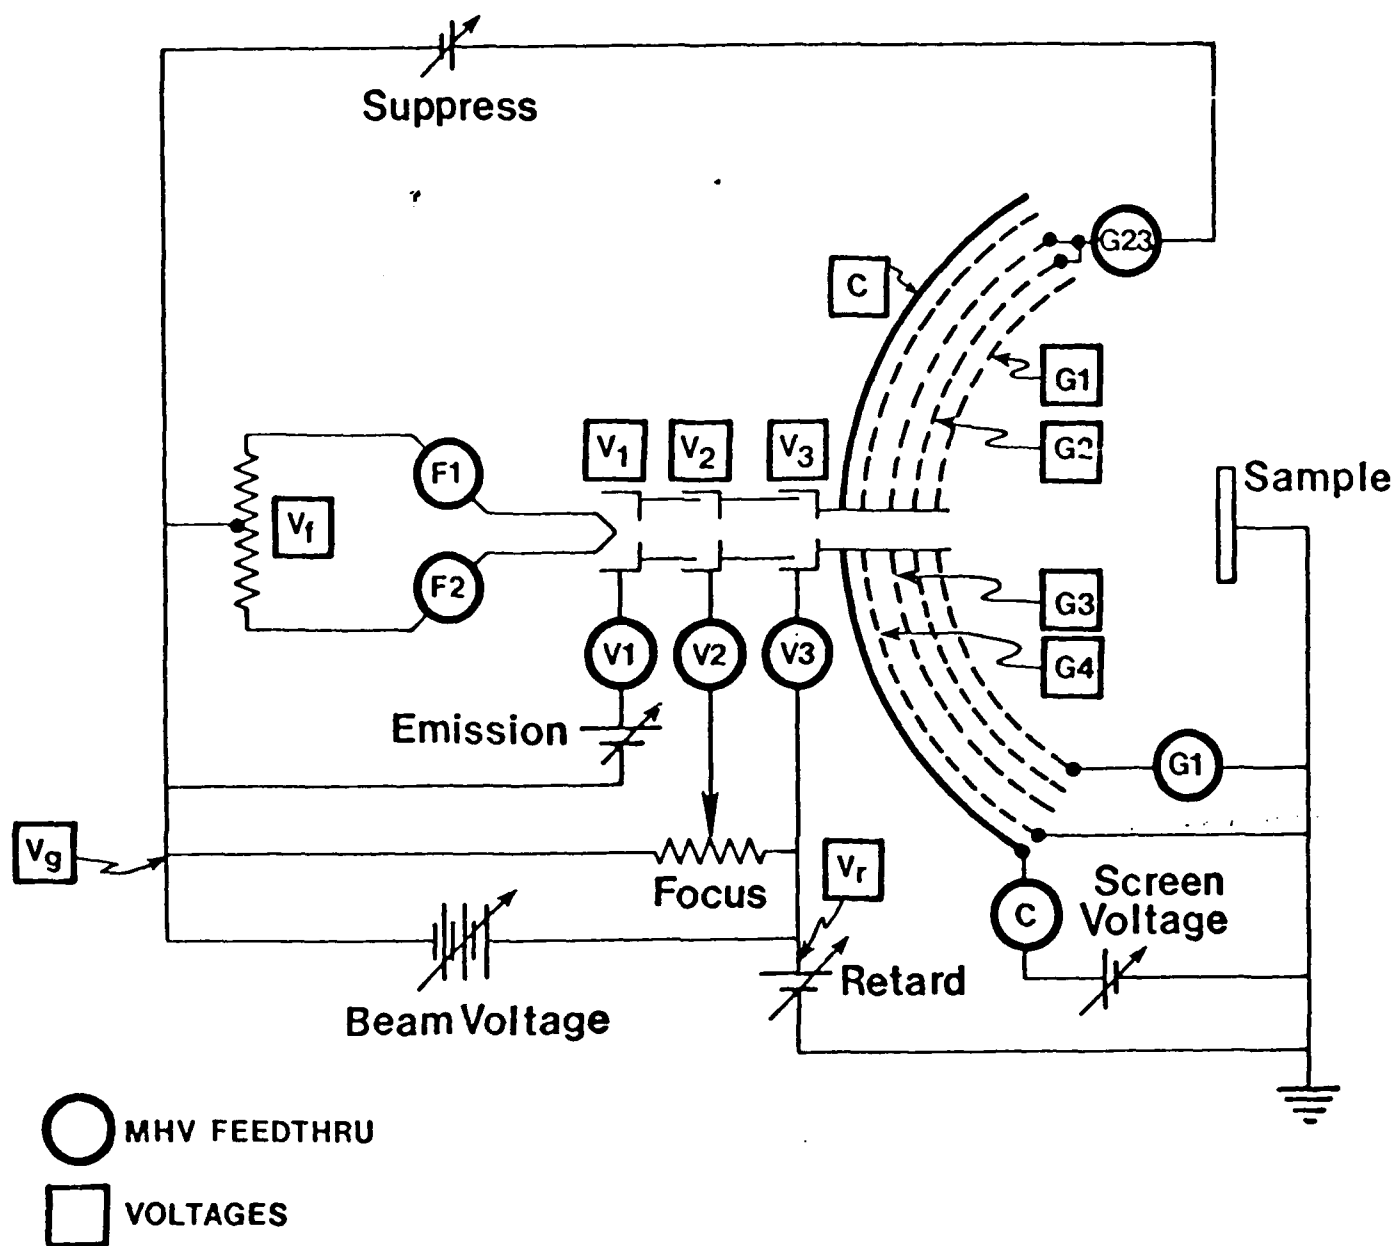 Suppress
G23
C
G1
G2
V1
V2
V3
Sample
F1
Vf
F2
G3
G4
V1
V2
V3
Emission
G1
Vg
Focus
Vr
Screen
Voltage
C
Retard
Beam Voltage
MHV FEEDTHRU
VOLTAGES